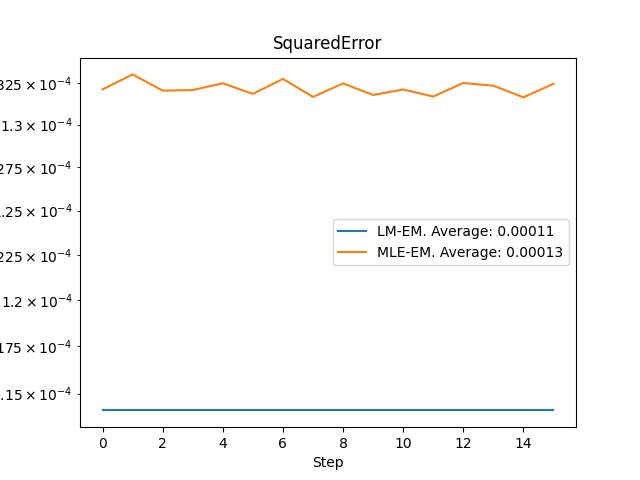 SquaredError
325 × 10⁻⁴
1.3 × 10⁻⁴
275 × 10⁻⁴
.25 × 10⁻⁴
225 × 10⁻⁴
1.2 × 10⁻⁴
175 × 10⁻⁴
.15 × 10⁻⁴
LM-EM. Average: 0.00011
MLE-EM. Average: 0.00013
0 2 4 6 8 10 12 14
Step